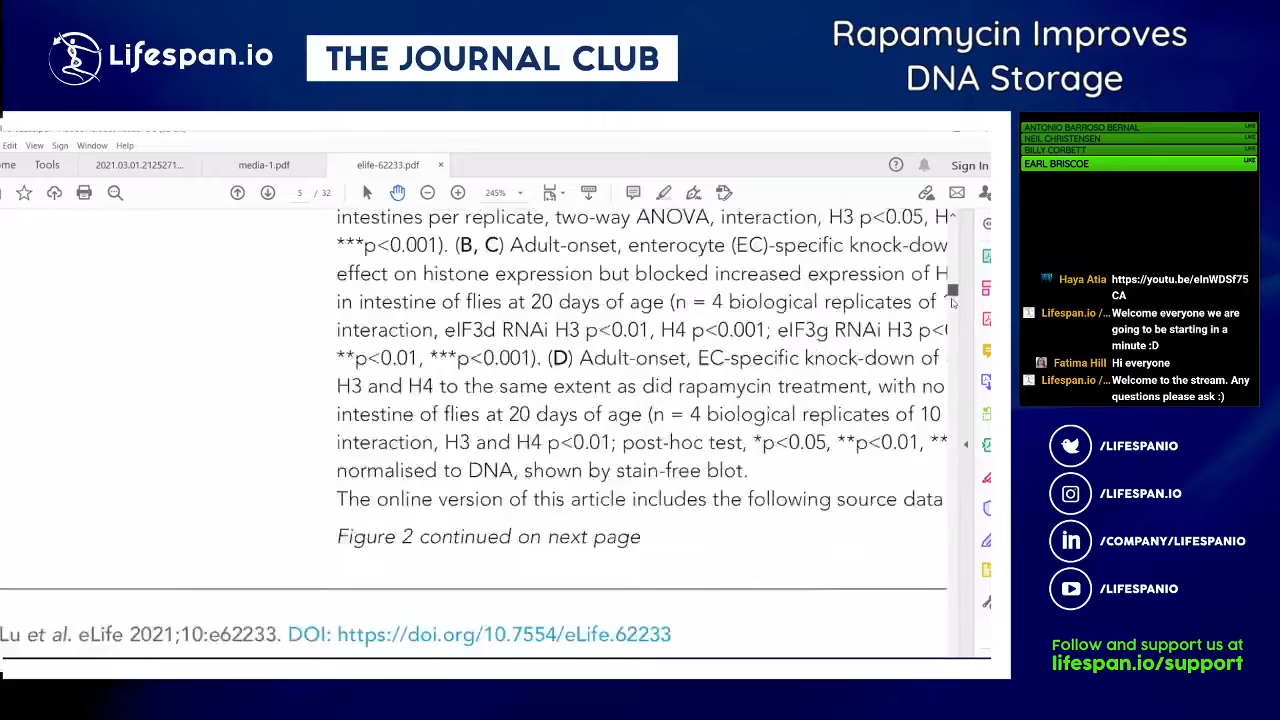 Lifespan.io
THE JOURNAL CLUB
Rapamycin Improves
DNA Storage
Edit View Sign Window Help
ome Tools 2021.03.01.2125271... media-1.pdf elife-62233.pdf × Sign In
5 / 32 245%
intestines per replicate, two-way ANOVA, interaction, H3 p<0.05, H
***p<0.001). (B, C) Adult-onset, enterocyte (EC)-specific knock-dow
effect on histone expression but blocked increased expression of H
in intestine of flies at 20 days of age (n = 4 biological replicates of
interaction, eIF3d RNAi H3 p<0.01, H4 p<0.001; eIF3g RNAi H3 p<
**p<0.01, ***p<0.001). (D) Adult-onset, EC-specific knock-down of
H3 and H4 to the same extent as did rapamycin treatment, with no
intestine of flies at 20 days of age (n = 4 biological replicates of 10
interaction, H3 and H4 p<0.01; post-hoc test, *p<0.05, **p<0.01, **
normalised to DNA, shown by stain-free blot.
The online version of this article includes the following source data
Figure 2 continued on next page
Lu et al. eLife 2021;10:e62233. DOI: https://doi.org/10.7554/eLife.62233
ANTONIO BARROSO BERNAL LIKE
NEIL CHRISTENSEN LIKE
BILLY CORBETT LIKE
EARL BRISCOE LIKE
Haya Atia https://youtu.be/eInWDSf75
CA
Lifespan.io /... Welcome everyone we are
going to be starting in a
minute :D
Fatima Hill Hi everyone
Lifespan.io /... Welcome to the stream. Any
questions please ask :)
/LIFESPANIO
/LIFESPAN.IO
/COMPANY/LIFESPANIO
/LIFESPANIO
Follow and support us at
lifespan.io/support